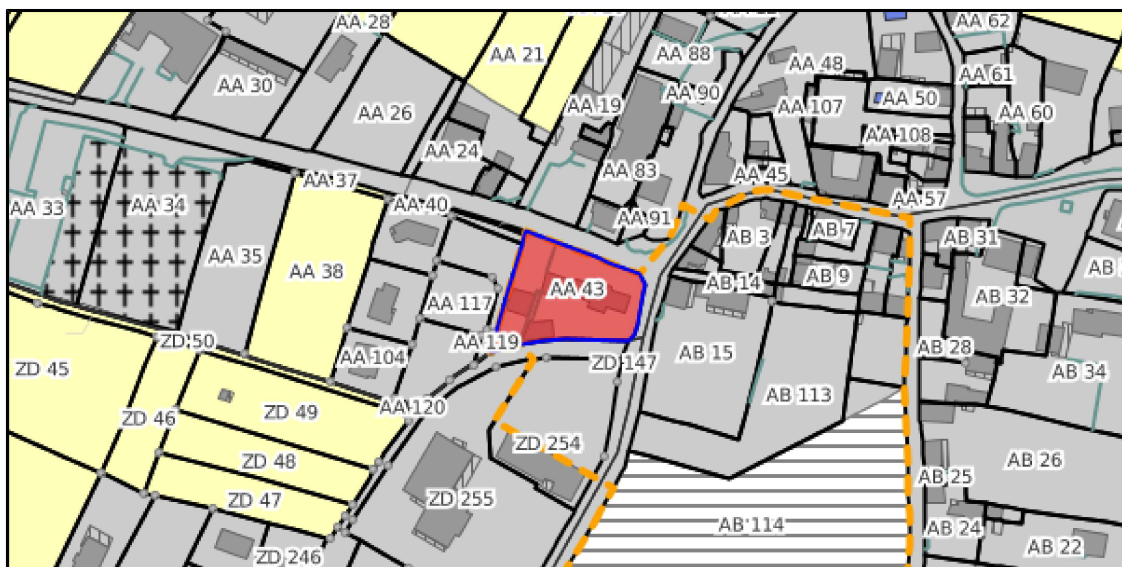 AA 28
AA 88
AA 62
AA 21
AA 48
AA 61
AA 30
AA 90
AA 50
AA 19
AA 107
AA 60
AA 26
AA 108
AA 24
AA 83
AA 45
AA 37
AA 57
AA 33
AA 34
AA 40
AA 91
AB 7
AB 3
AB 31
AA 35
AA 38
AB 9
AB 14
AA 43
AB 32
AA 117
ZD 50
AA 119
AB 28
AA 104
AB 15
ZD 147
ZD 45
AB 34
AB 113
AA 120
ZD 49
ZD 46
ZD 254
ZD 48
AB 26
AB 25
ZD 47
ZD 255
AB 114
AB 24
AB 22
ZD 246